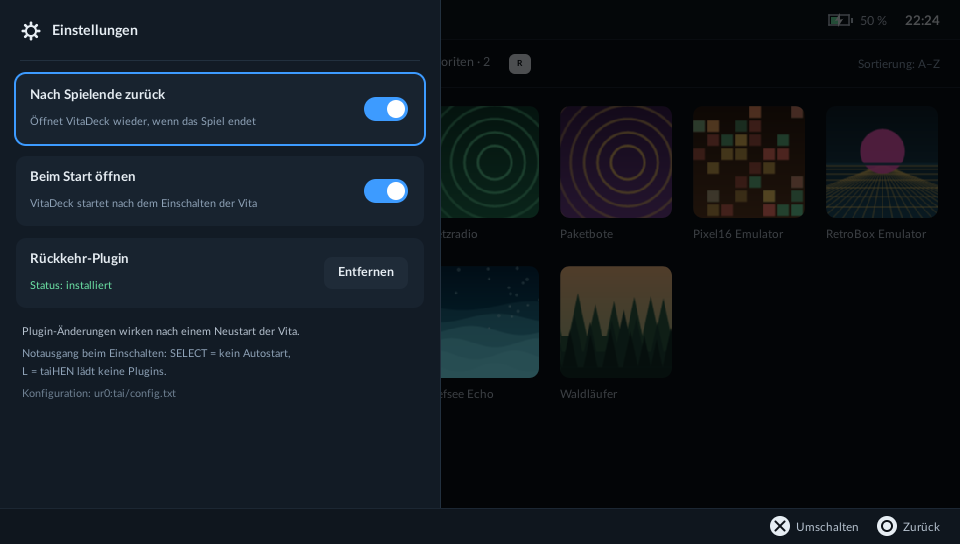 Einstellungen
50 %
22:24
oriten · 2
R
Sortierung: A–Z
Nach Spielende zurück
Öffnet VitaDeck wieder, wenn das Spiel endet
Beim Start öffnen
VitaDeck startet nach dem Einschalten der Vita
Rückkehr-Plugin
Status: installiert
Entfernen
Plugin-Änderungen wirken nach einem Neustart der Vita.
Notausgang beim Einschalten: SELECT = kein Autostart,
L = taiHEN lädt keine Plugins.
Konfiguration: ur0:tai/config.txt
tzradio
Paketbote
Pixel16 Emulator
RetroBox Emulator
efsee Echo
Waldläufer
Umschalten
Zurück